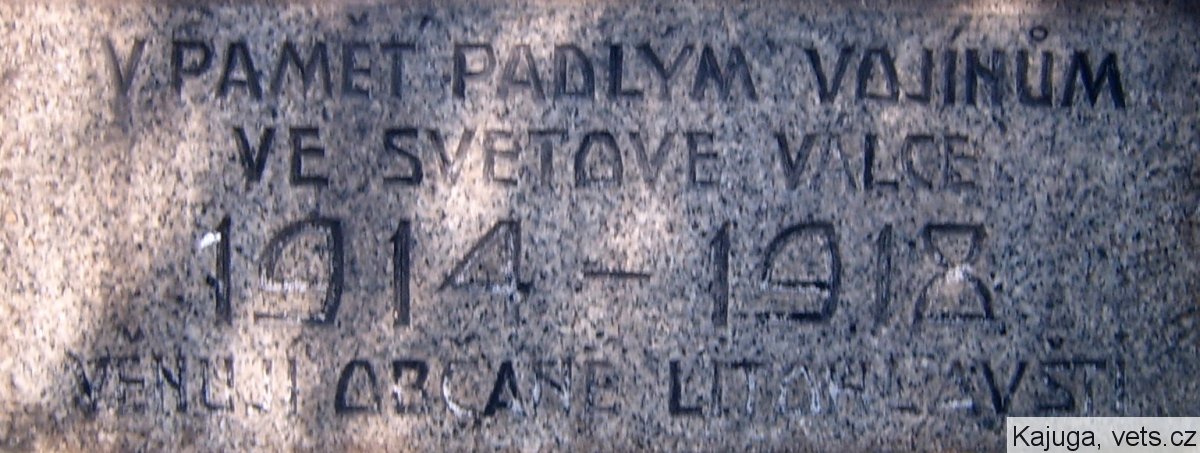 V PAMĚŤ PADLÝM VOJÍNŮM
VE SVĚTOVÉ VÁLCE
1914 – 1918
VĚNUJÍ OBČANÉ LITOHLAVŠTÍ
Kajuga, vets.cz